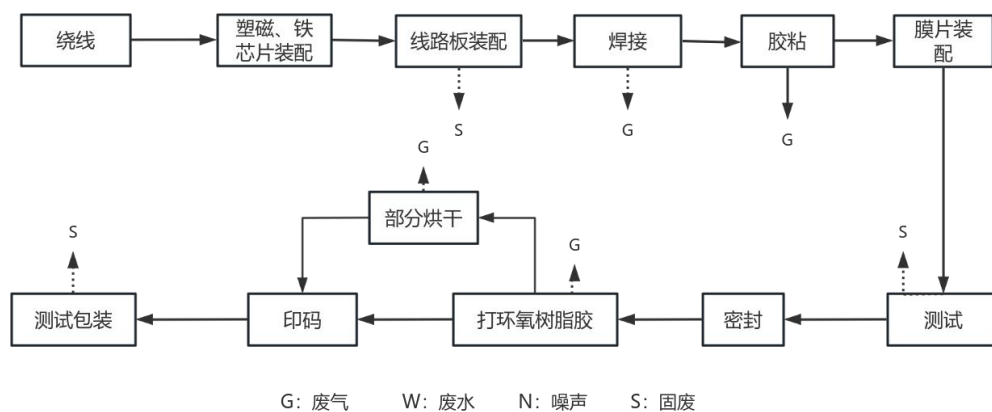 绕线
塑磁、铁
芯片装配
线路板装配
焊接
胶粘
膜片装
配
S
G
G
G
部分烘干
S
G
S
测试包装
印码
打环氧树脂胶
密封
测试
G：废气 W：废水 N：噪声 S：固废